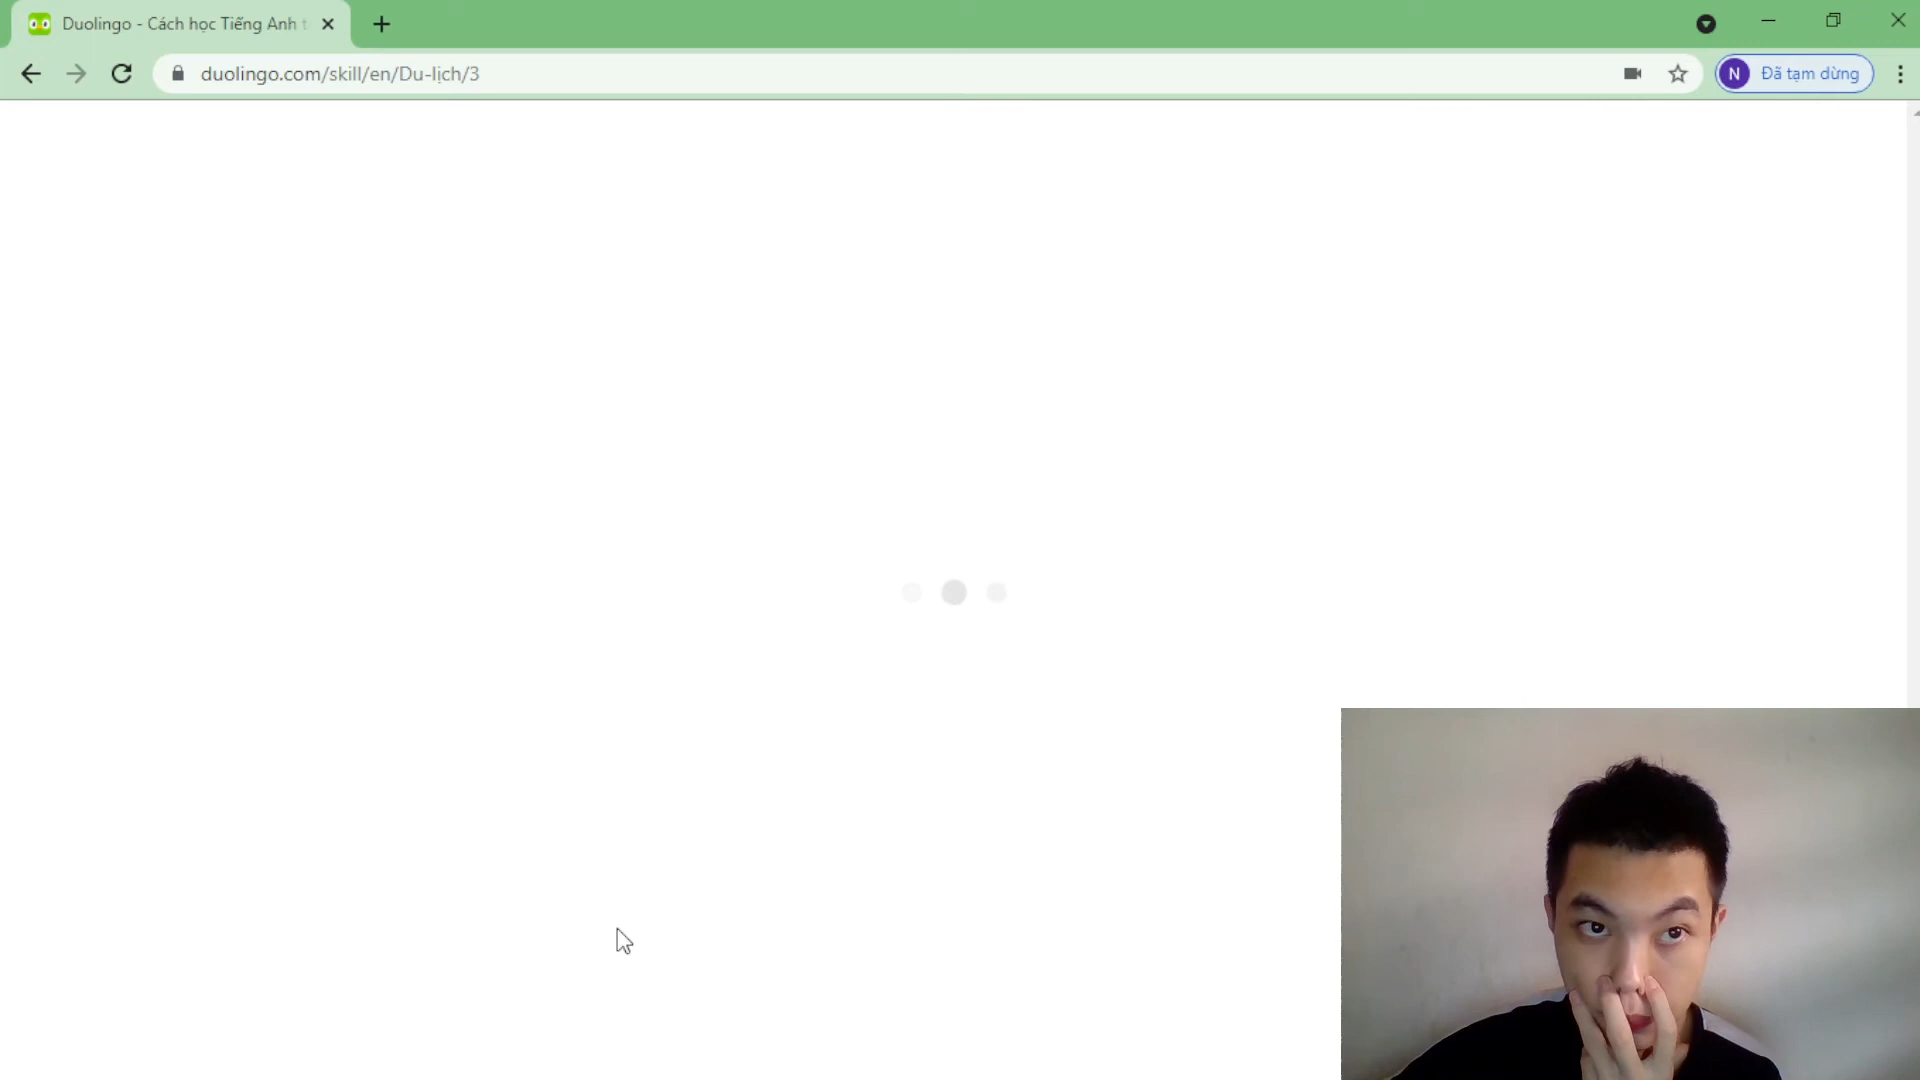 Duolingo - Cách học Tiếng Anh t
duolingo.com/skill/en/Du-lịch/3
N
Đã tạm dừng